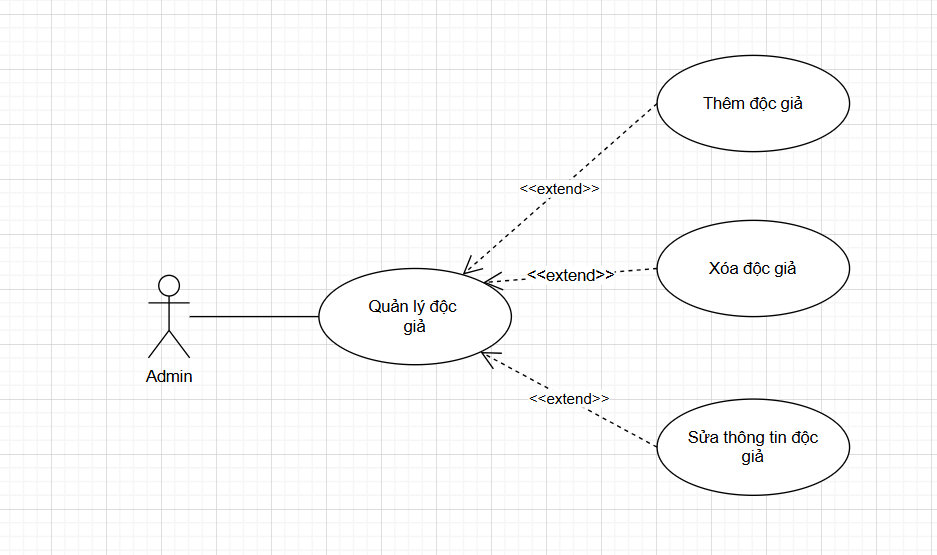 Thêm độc giả
<<extend>>
Xóa độc giả
<<extend>>
Quản lý độc
giả
Admin
<<extend>>
Sửa thông tin độc
giả